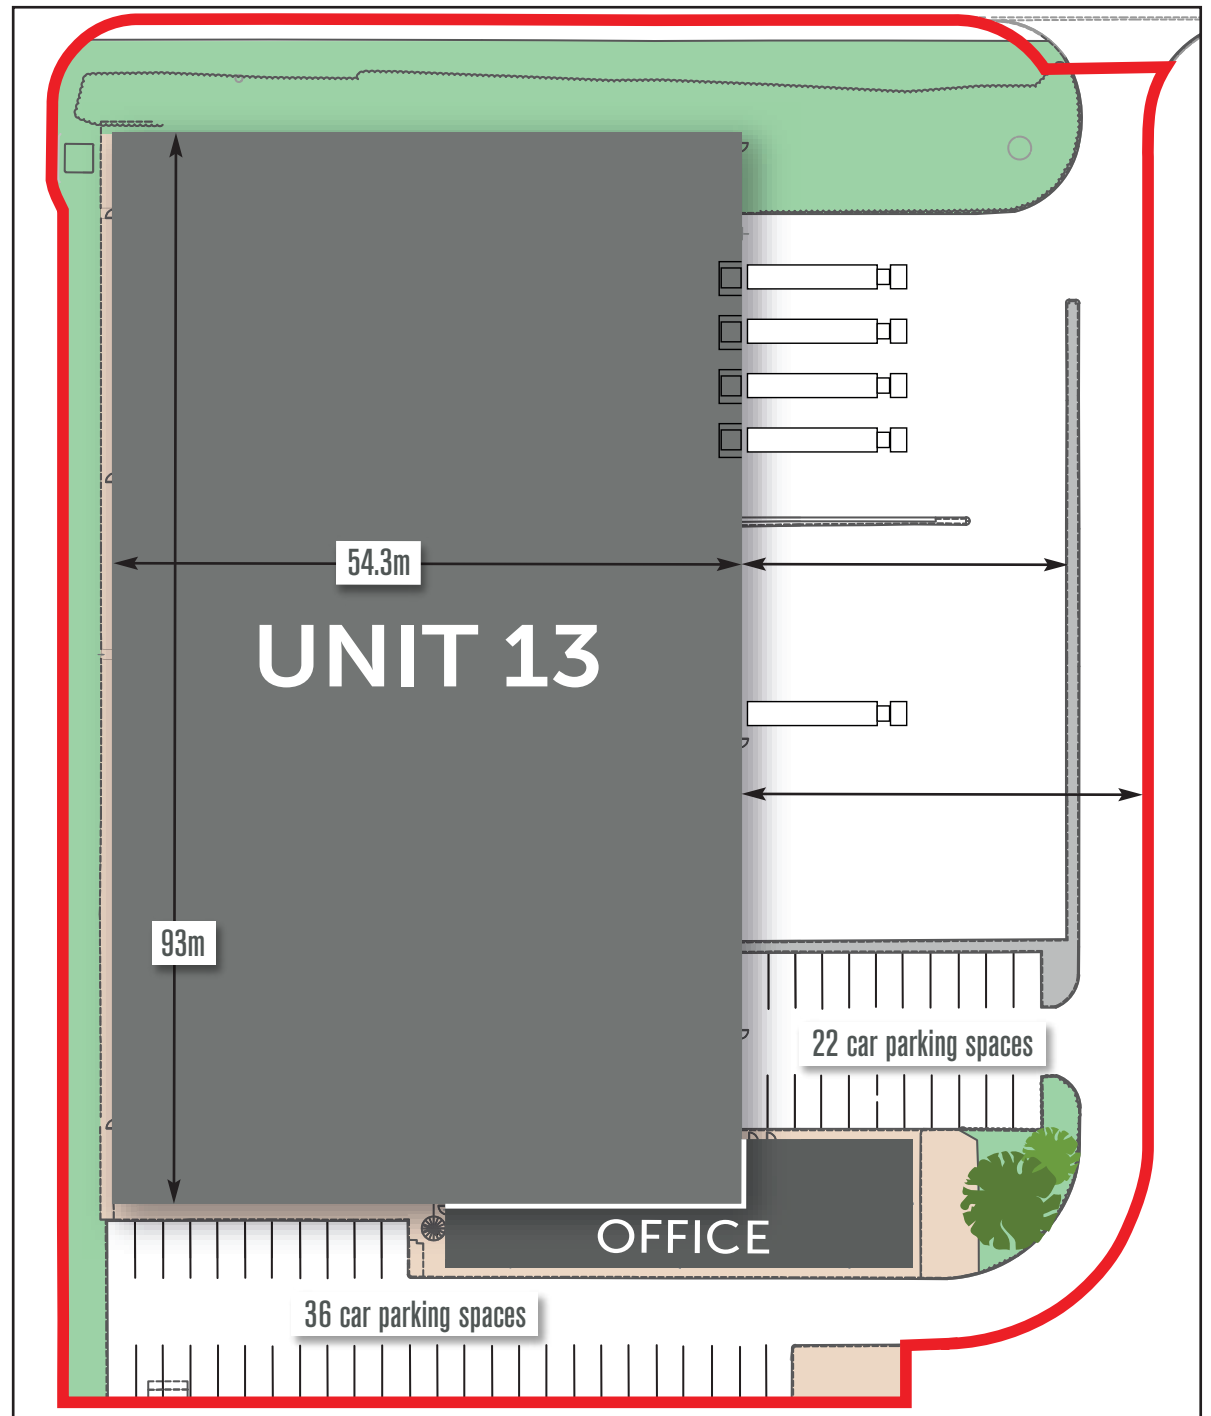 54.3m
UNIT 13
93m
22 car parking spaces
OFFICE
36 car parking spaces